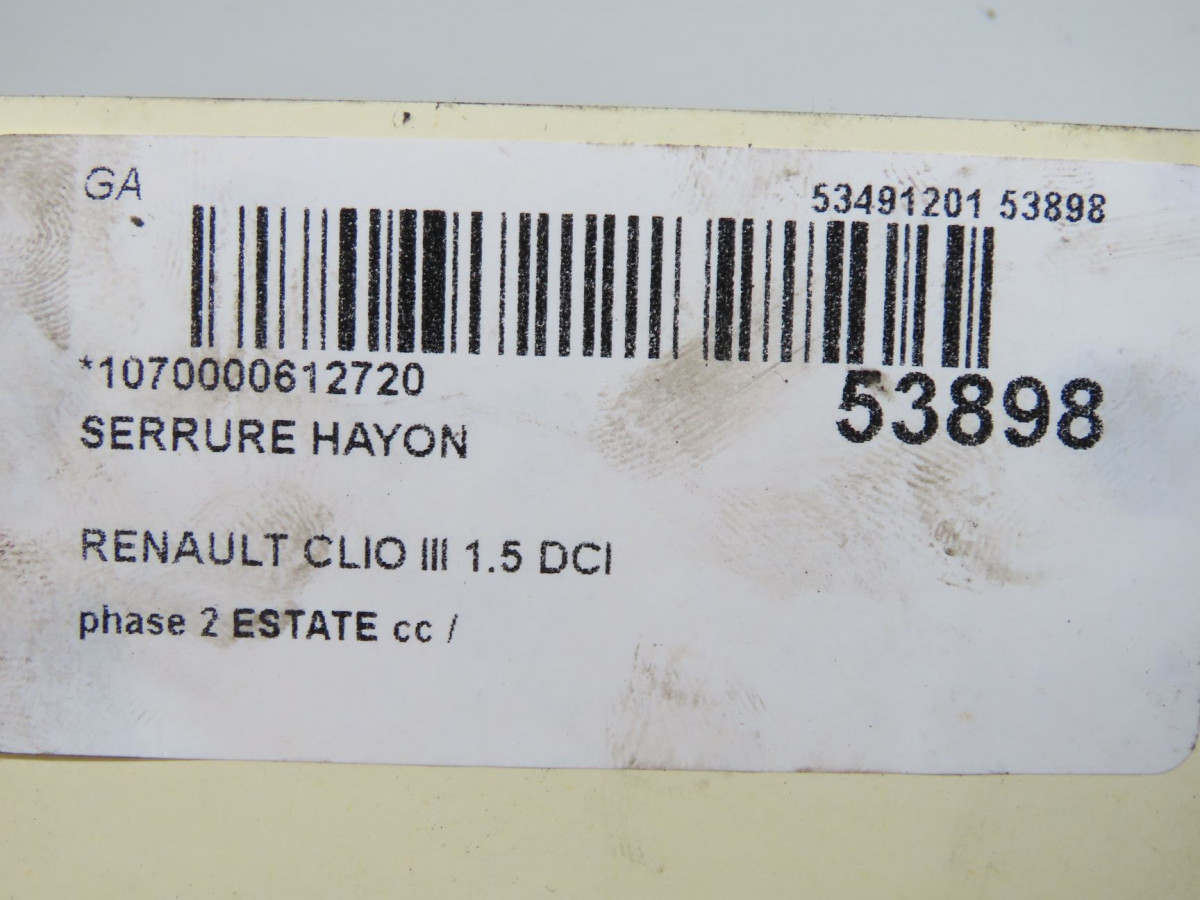 GA
53491201 53898
*1070000612720
53898
SERRURE HAYON
RENAULT CLIO III 1.5 DCI
phase 2 ESTATE cc /